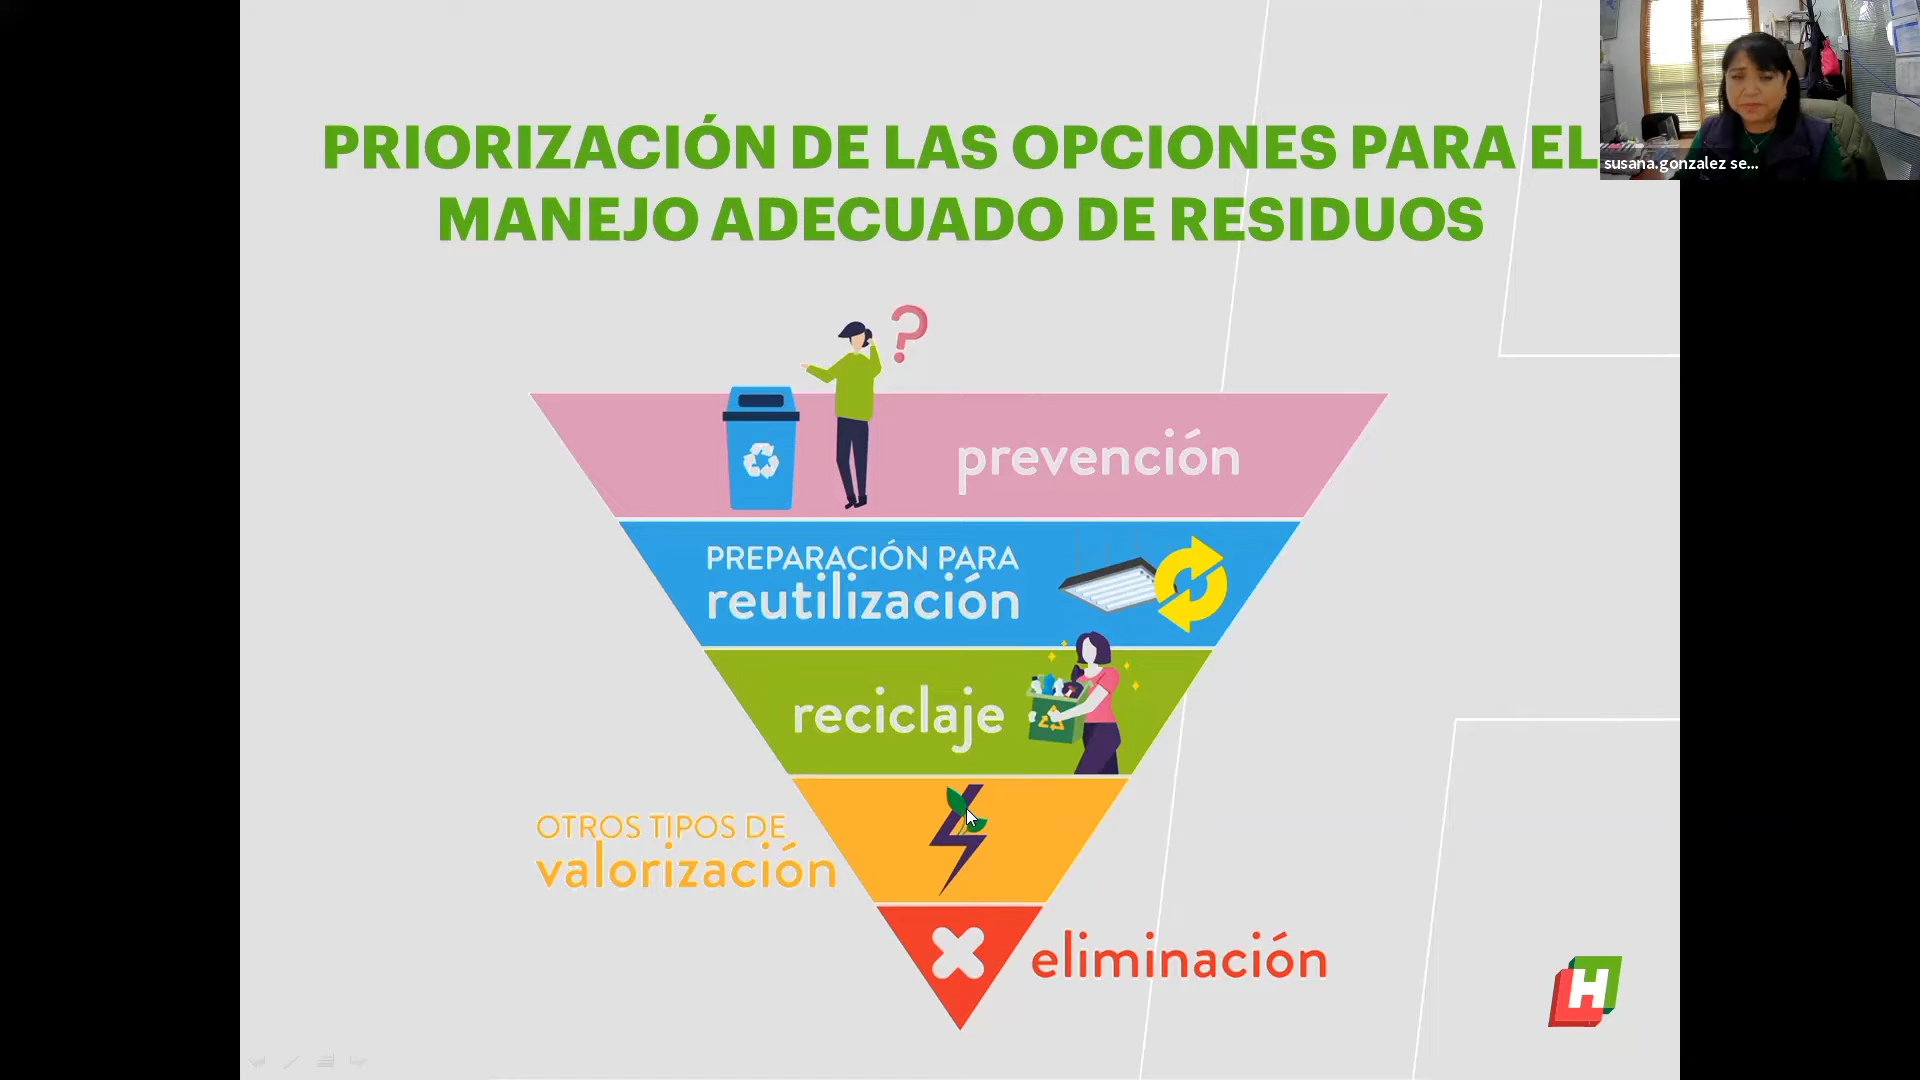 PRIORIZACIÓN DE LAS OPCIONES PARA EL
MANEJO ADECUADO DE RESIDUOS
susana.gonzalez se...
?
prevención
PREPARACIÓN PARA
reutilización
reciclaje
OTROS TIPOS DE
valorización
eliminación
H